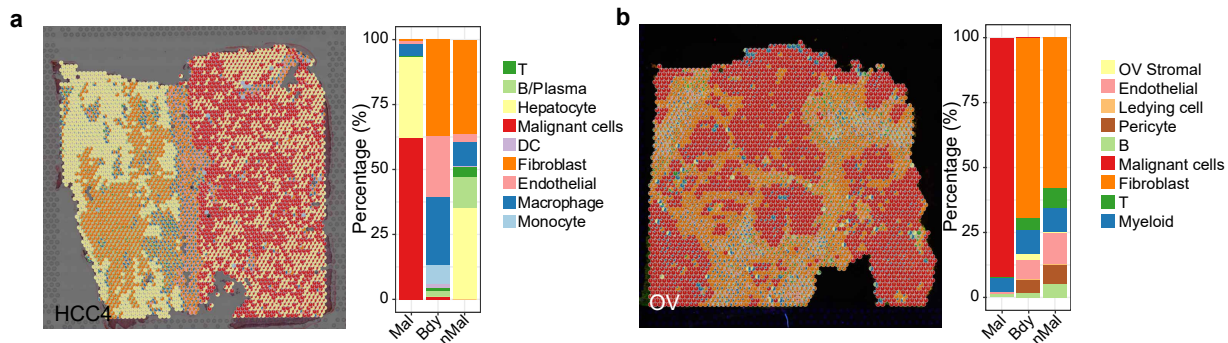 a
HCC4
Percentage (%)
100
75
50
25
0
Mal
Bdy
nMal
T
B/Plasma
Hepatocyte
Malignant cells
DC
Fibroblast
Endothelial
Macrophage
Monocyte
b
OV
Percentage (%)
100
75
50
25
0
Mal
Bdy
nMal
OV Stromal
Endothelial
Ledying cell
Pericyte
B
Malignant cells
Fibroblast
T
Myeloid